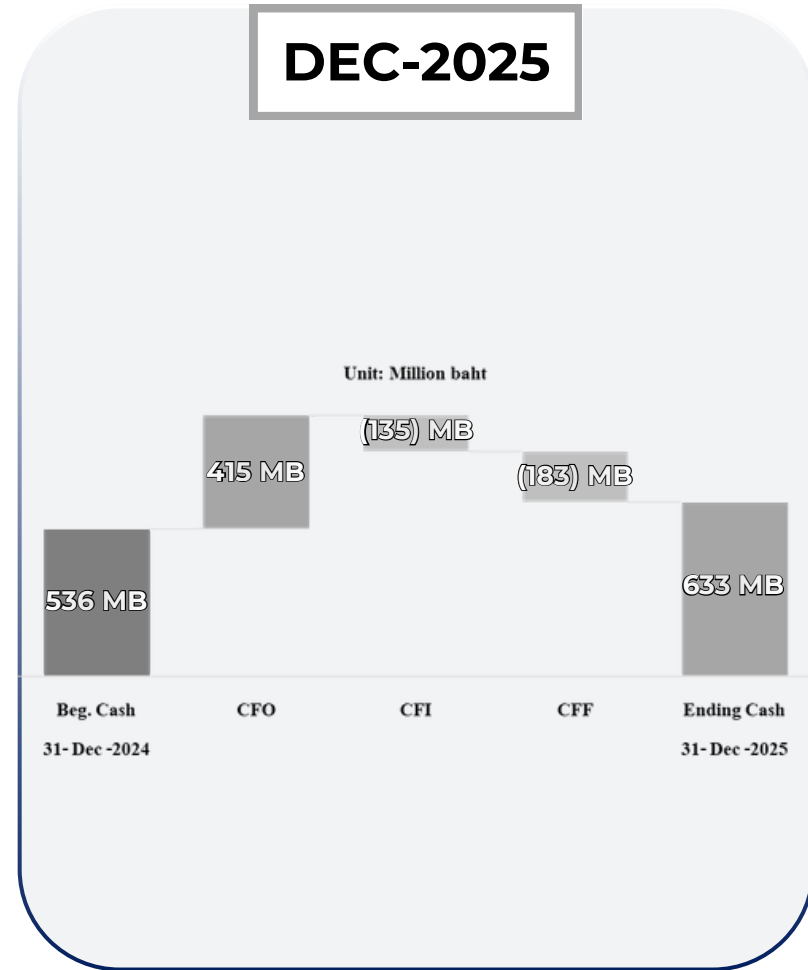 DEC-2025
Unit: Million baht
(135) MB
415 MB
(183) MB
536 MB
633 MB
Beg. Cash CFO CFI CFF Ending Cash
31- Dec -2024 31- Dec -2025